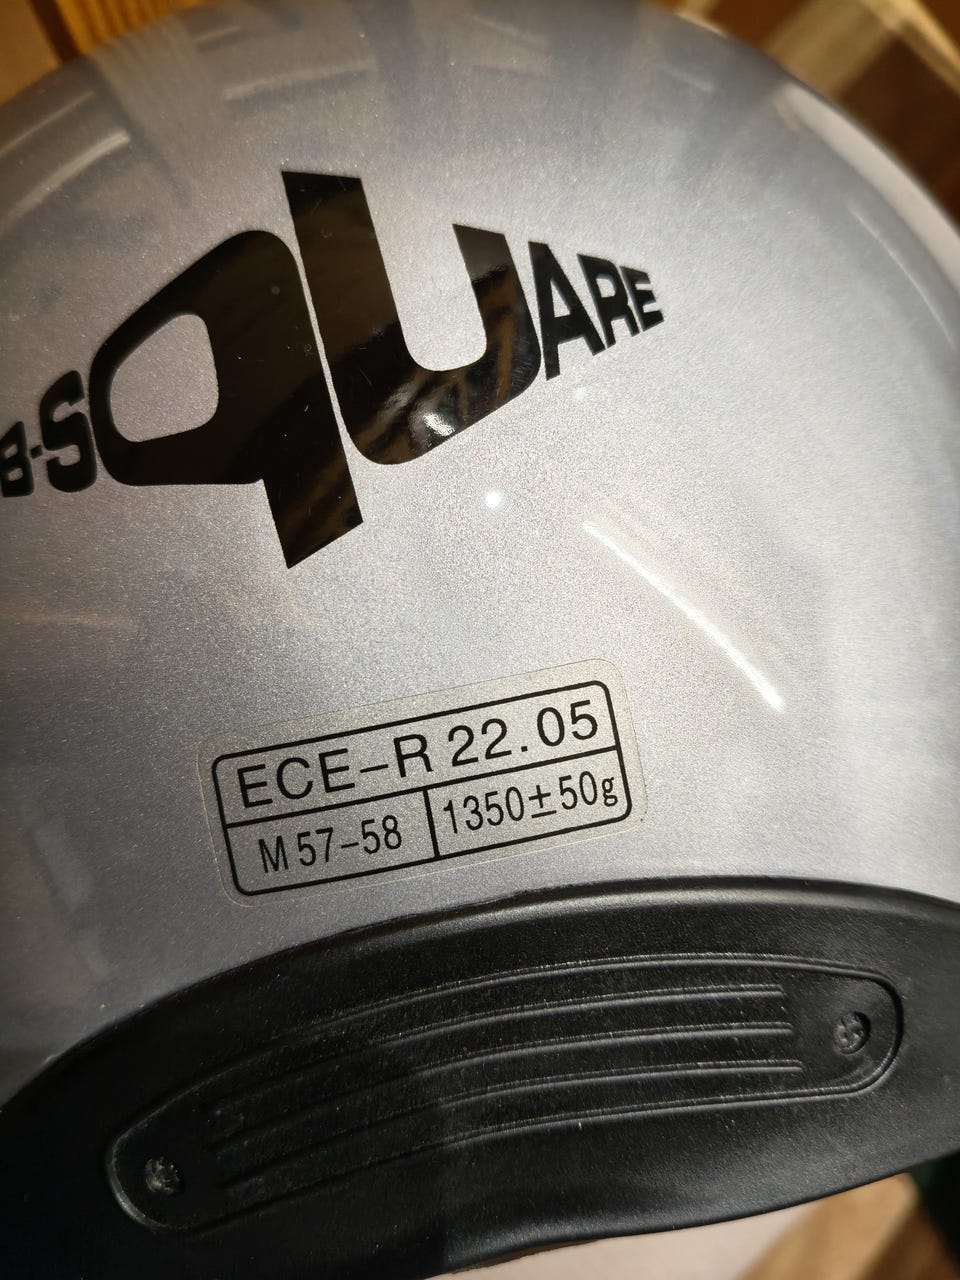 B-SquARE
ECE-R 22.05
M 57-58
1350±50g